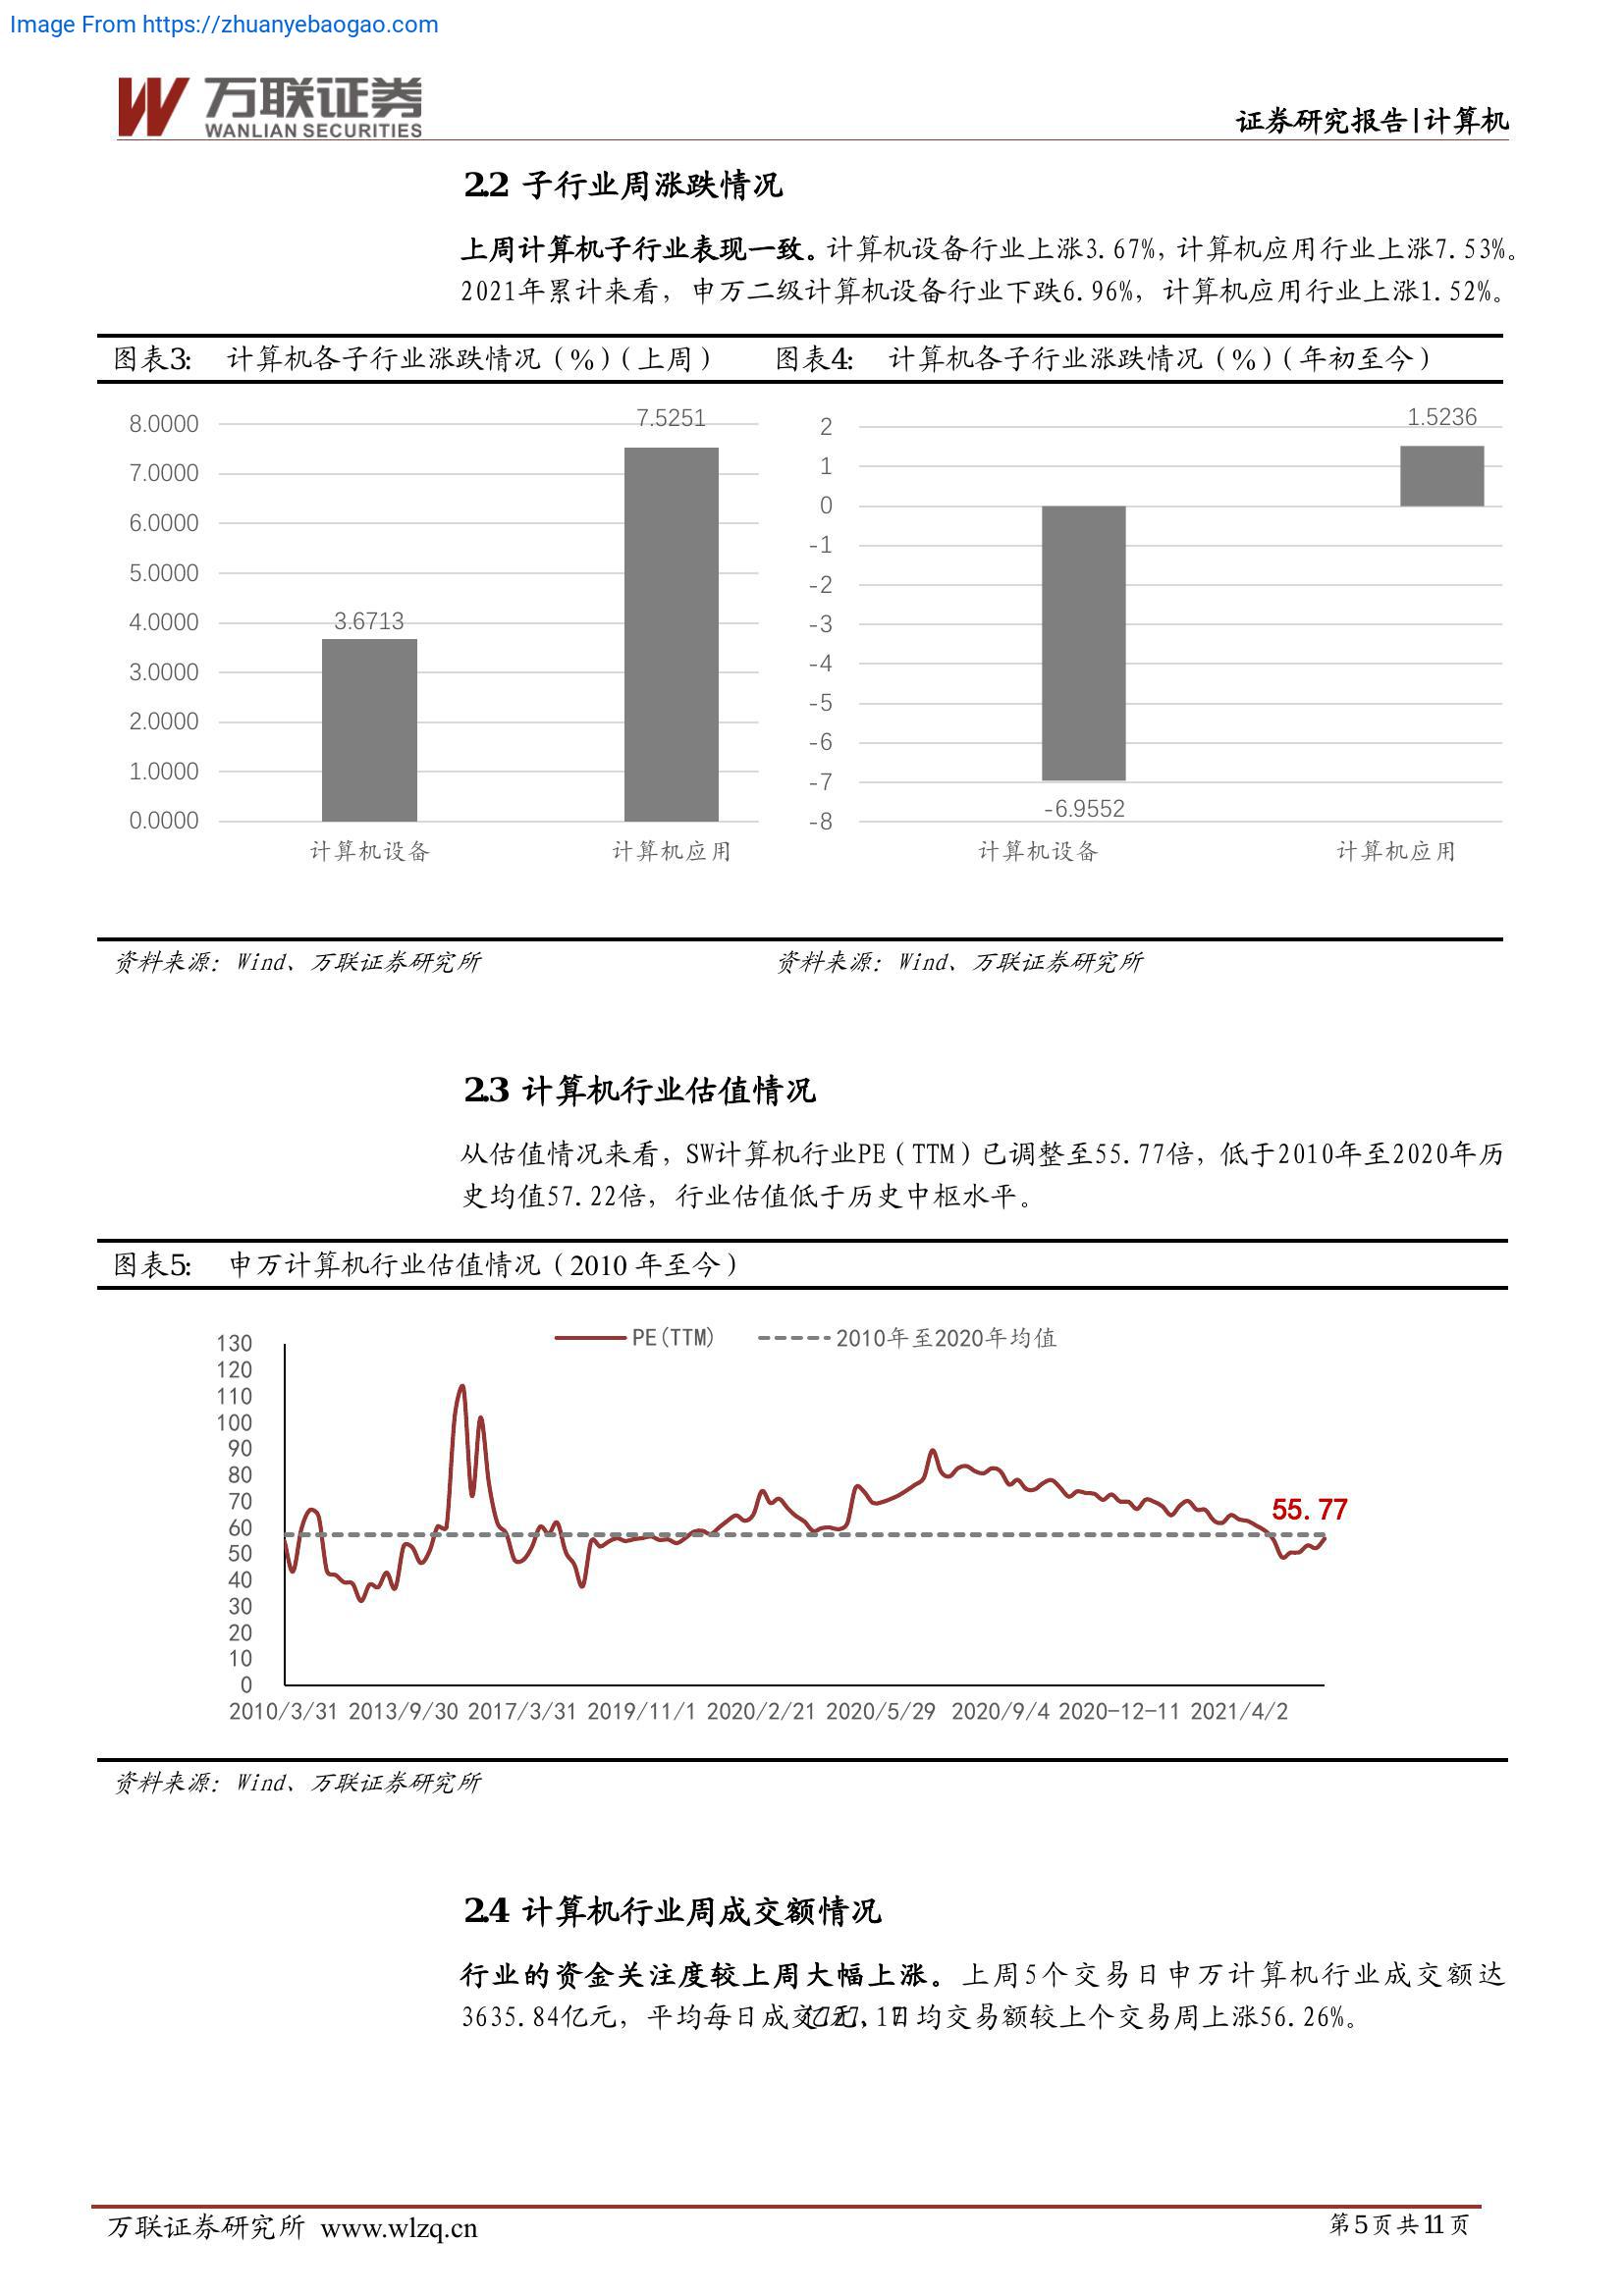 Image From https://zhuanyebaogao.com
万联证券
WANLIAN SECURITIES
证券研究报告|计算机
2.2 子行业周涨跌情况
上周计算机子行业表现一致。计算机设备行业上涨3.67%，计算机应用行业上涨7.53%。
2021年累计来看，申万二级计算机设备行业下跌6.96%，计算机应用行业上涨1.52%。
图表3: 计算机各子行业涨跌情况（%）（上周）
图表4: 计算机各子行业涨跌情况（%）（年初至今）
8.0000
7.0000
6.0000
5.0000
4.0000
3.0000
2.0000
1.0000
0.0000
3.6713
7.5251
计算机设备 计算机应用
2
1
0
-1
-2
-3
-4
-5
-6
-7
-8
-6.9552
1.5236
计算机设备 计算机应用
资料来源：Wind、万联证券研究所
资料来源：Wind、万联证券研究所
2.3 计算机行业估值情况
从估值情况来看，SW计算机行业PE（TTM）已调整至55.77倍，低于2010年至2020年历
史均值57.22倍，行业估值低于历史中枢水平。
图表5: 申万计算机行业估值情况（2010 年至今）
PE(TTM) 2010年至2020年均值
130
120
110
100
90
80
70
60
50
40
30
20
10
0
55.77
2010/3/31 2013/9/30 2017/3/31 2019/11/1 2020/2/21 2020/5/29 2020/9/4 2020-12-11 2021/4/2
资料来源：Wind、万联证券研究所
2.4 计算机行业周成交额情况
行业的资金关注度较上周大幅上涨。上周5个交易日申万计算机行业成交额达
3635.84亿元，平均每日成交 日均交易额较上个交易周上涨56.26%。
万联证券研究所 www.wlzq.cn
第 5 页 共 11 页